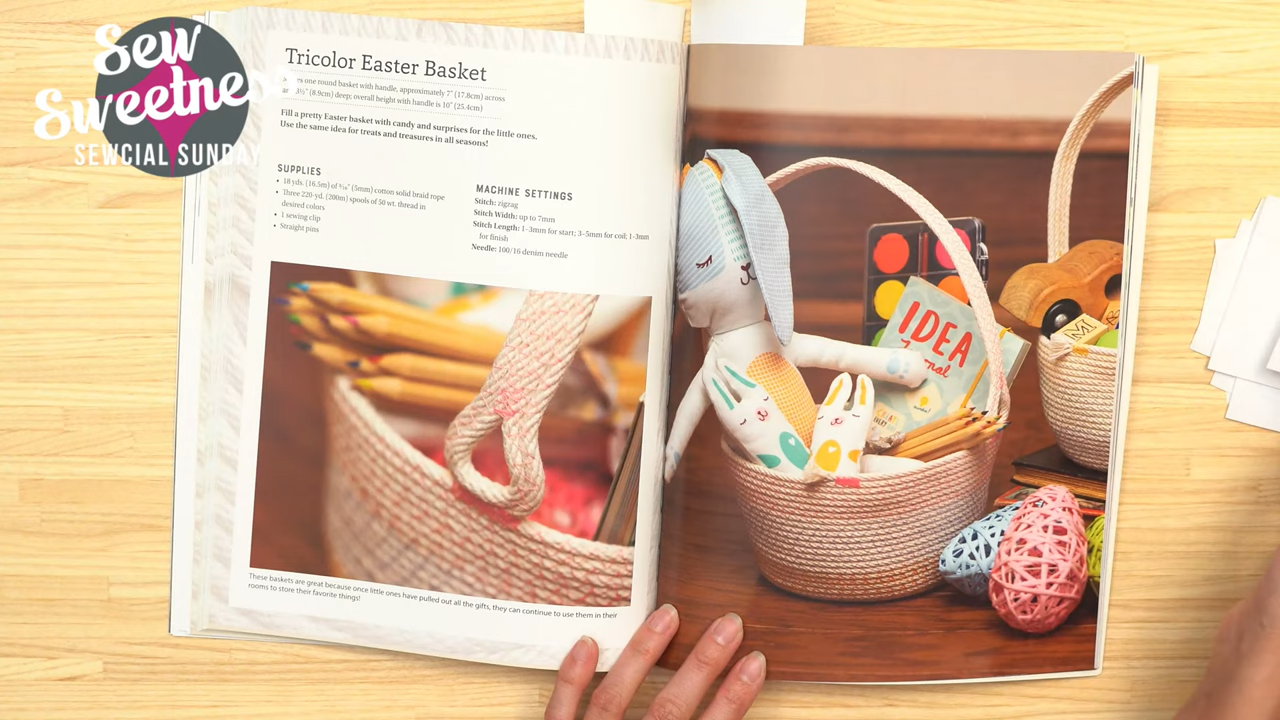 Sew
Sweetness
SEWCIAL SUNDAY
Tricolor Easter Basket
one round basket with handle, approximately 7" (17.8cm) across
3½" (8.9cm) deep; overall height with handle is 10" (25.4cm)
Fill a pretty Easter basket with candy and surprises for the little ones.
Use the same idea for treats and treasures in all seasons!
SUPPLIES
• 18 yds. (16.5m) of 3/16" (5mm) cotton solid braid rope
• Three 220-yd. (200m) spools of 50 wt. thread in
desired colors
• 1 sewing clip
• Straight pins
MACHINE SETTINGS
Stitch: zigzag
Stitch Width: up to 7mm
Stitch Length: 1–3mm for start; 3–5mm for coil; 1–3mm
for finish
Needle: 100/16 denim needle
These baskets are great because once little ones have pulled out all the gifts, they can continue to use them in their
rooms to store their favorite things!
IDEA
M